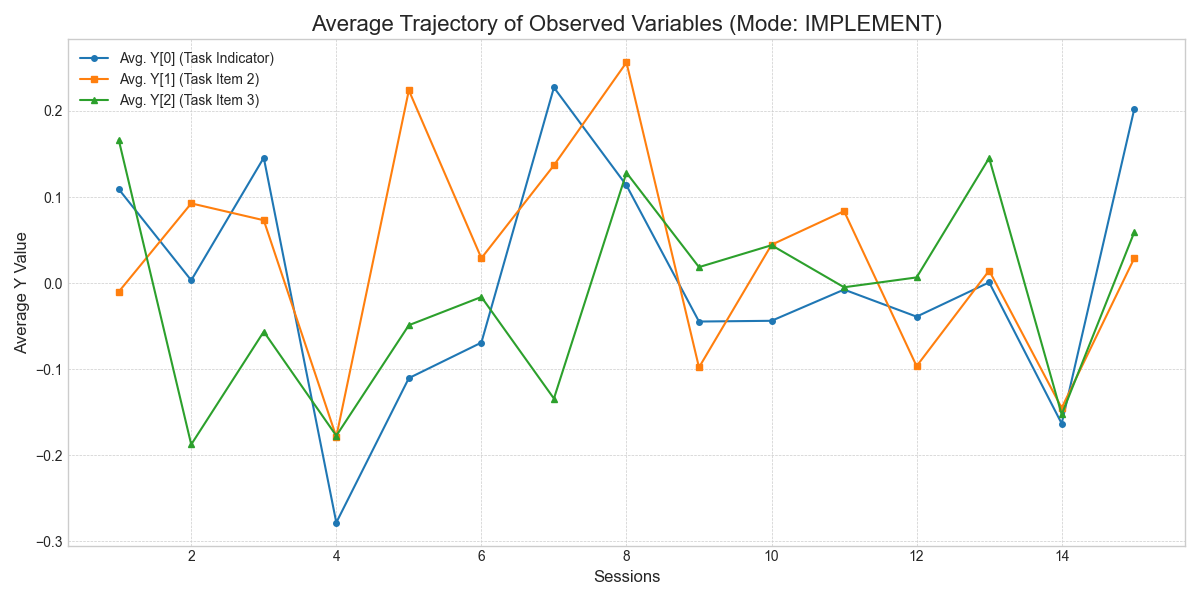 Average Trajectory of Observed Variables (Mode: IMPLEMENT)
Avg. Y[0] (Task Indicator)
Avg. Y[1] (Task Item 2)
Avg. Y[2] (Task Item 3)
Average Y Value
0.2
0.1
0.0
−0.1
−0.2
−0.3
2 4 6 8 10 12 14
Sessions